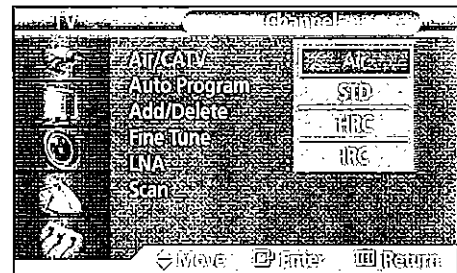 TV Channel
Air/CATV Air
Auto Program STD
Add/Delete HRC
Fine Tune IRC
LNA
Scan
Move Enter Return